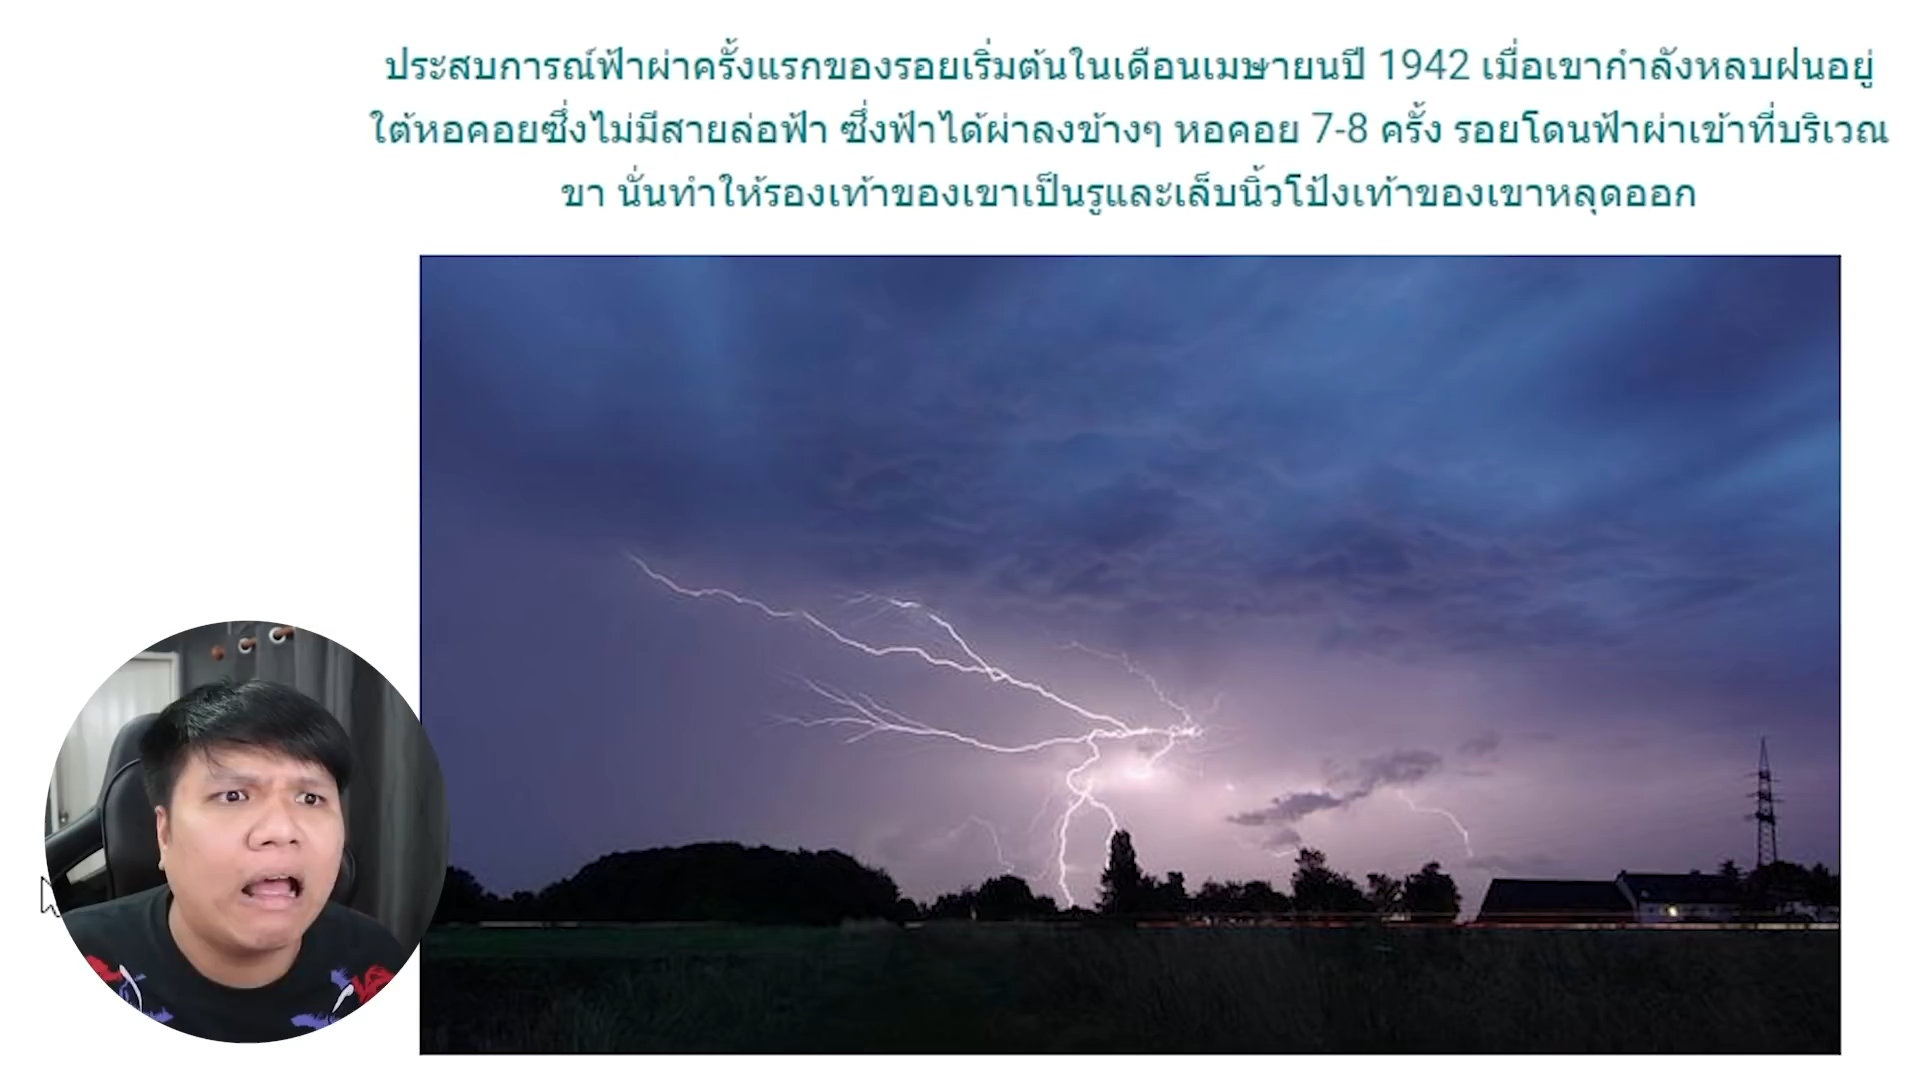 ประสบการณ์ฟ้าผ่าครั้งแรกของรอยเริ่มต้นในเดือนเมษายนปี 1942 เมื่อเขากำลังหลบฝนอยู่
ใต้หอคอยซึ่งไม่มีสายล่อฟ้า ซึ่งฟ้าได้ผ่าลงข้างๆ หอคอย 7-8 ครั้ง รอยโดนฟ้าผ่าเข้าที่บริเวณ
ขา นั่นทำให้รองเท้าของเขาเป็นรูและเล็บนิ้วโป้งเท้าของเขาหลุดออก